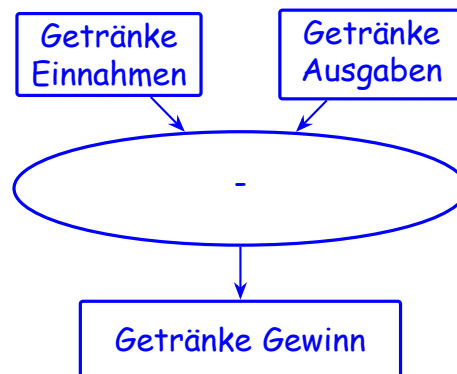 Getränke
Einnahmen
Getränke
Ausgaben
-
Getränke Gewinn